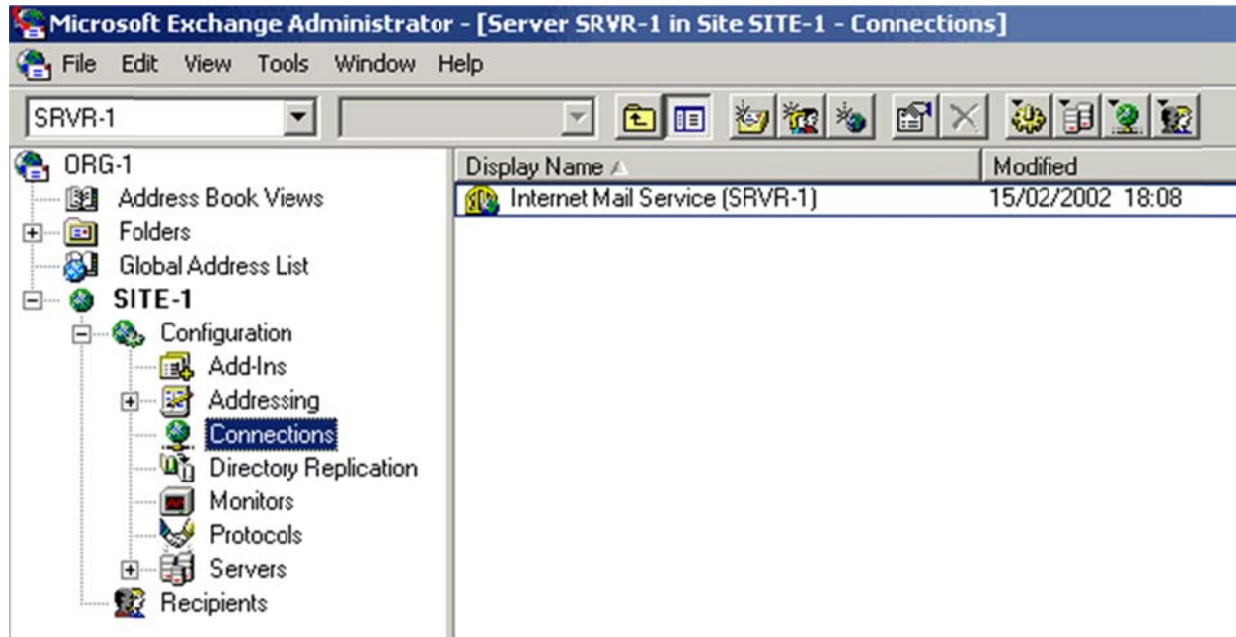 Microsoft Exchange Administrator - [Server SRVR-1 in Site SITE-1 - Connections]
File Edit View Tools Window Help
SRVR-1
ORG-1
Address Book Views
Folders
Global Address List
SITE-1
Configuration
Add-Ins
Addressing
Connections
Directory Replication
Monitors
Protocols
Servers
Recipients
Display Name Modified
Internet Mail Service (SRVR-1) 15/02/2002 18:08